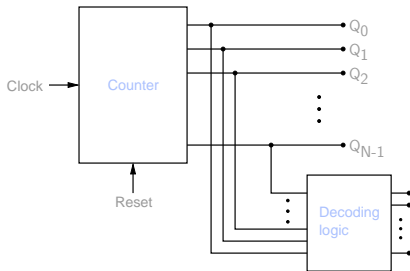 Q0
Q1
Clock
Counter
Q2
QN-1
Reset
Decoding
logic